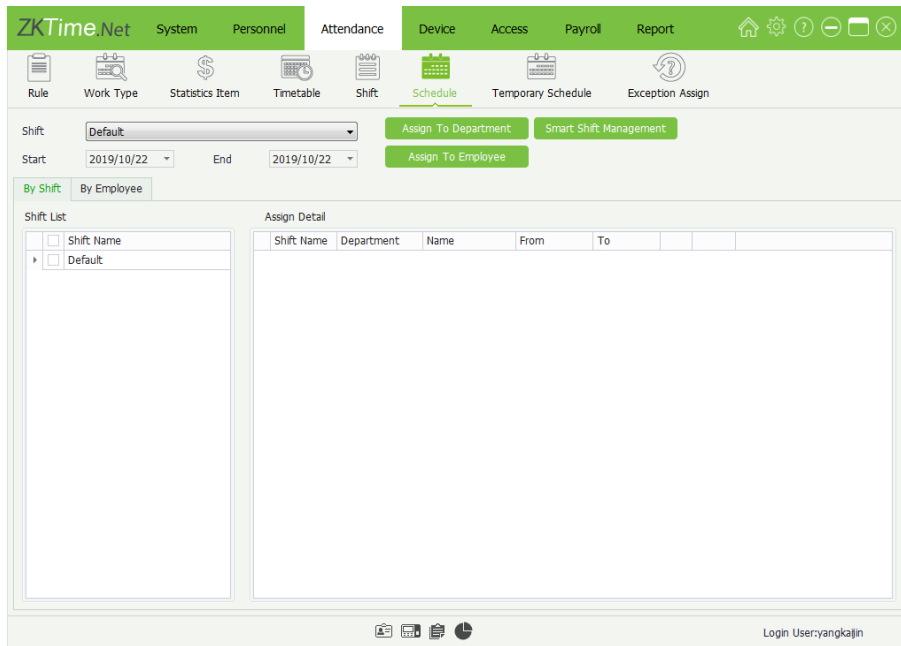 ZKTime.Net System Personnel Attendance Device Access Payroll Report
Rule Work Type Statistics Item Timetable Shift Schedule Temporary Schedule Exception Assign
Shift Default Assign To Department Smart Shift Management
Start 2019/10/22 End 2019/10/22 Assign To Employee
By Shift By Employee
Shift List Assign Detail
Shift Name Shift Name Department Name From To
Default
Login User:yangkaijin